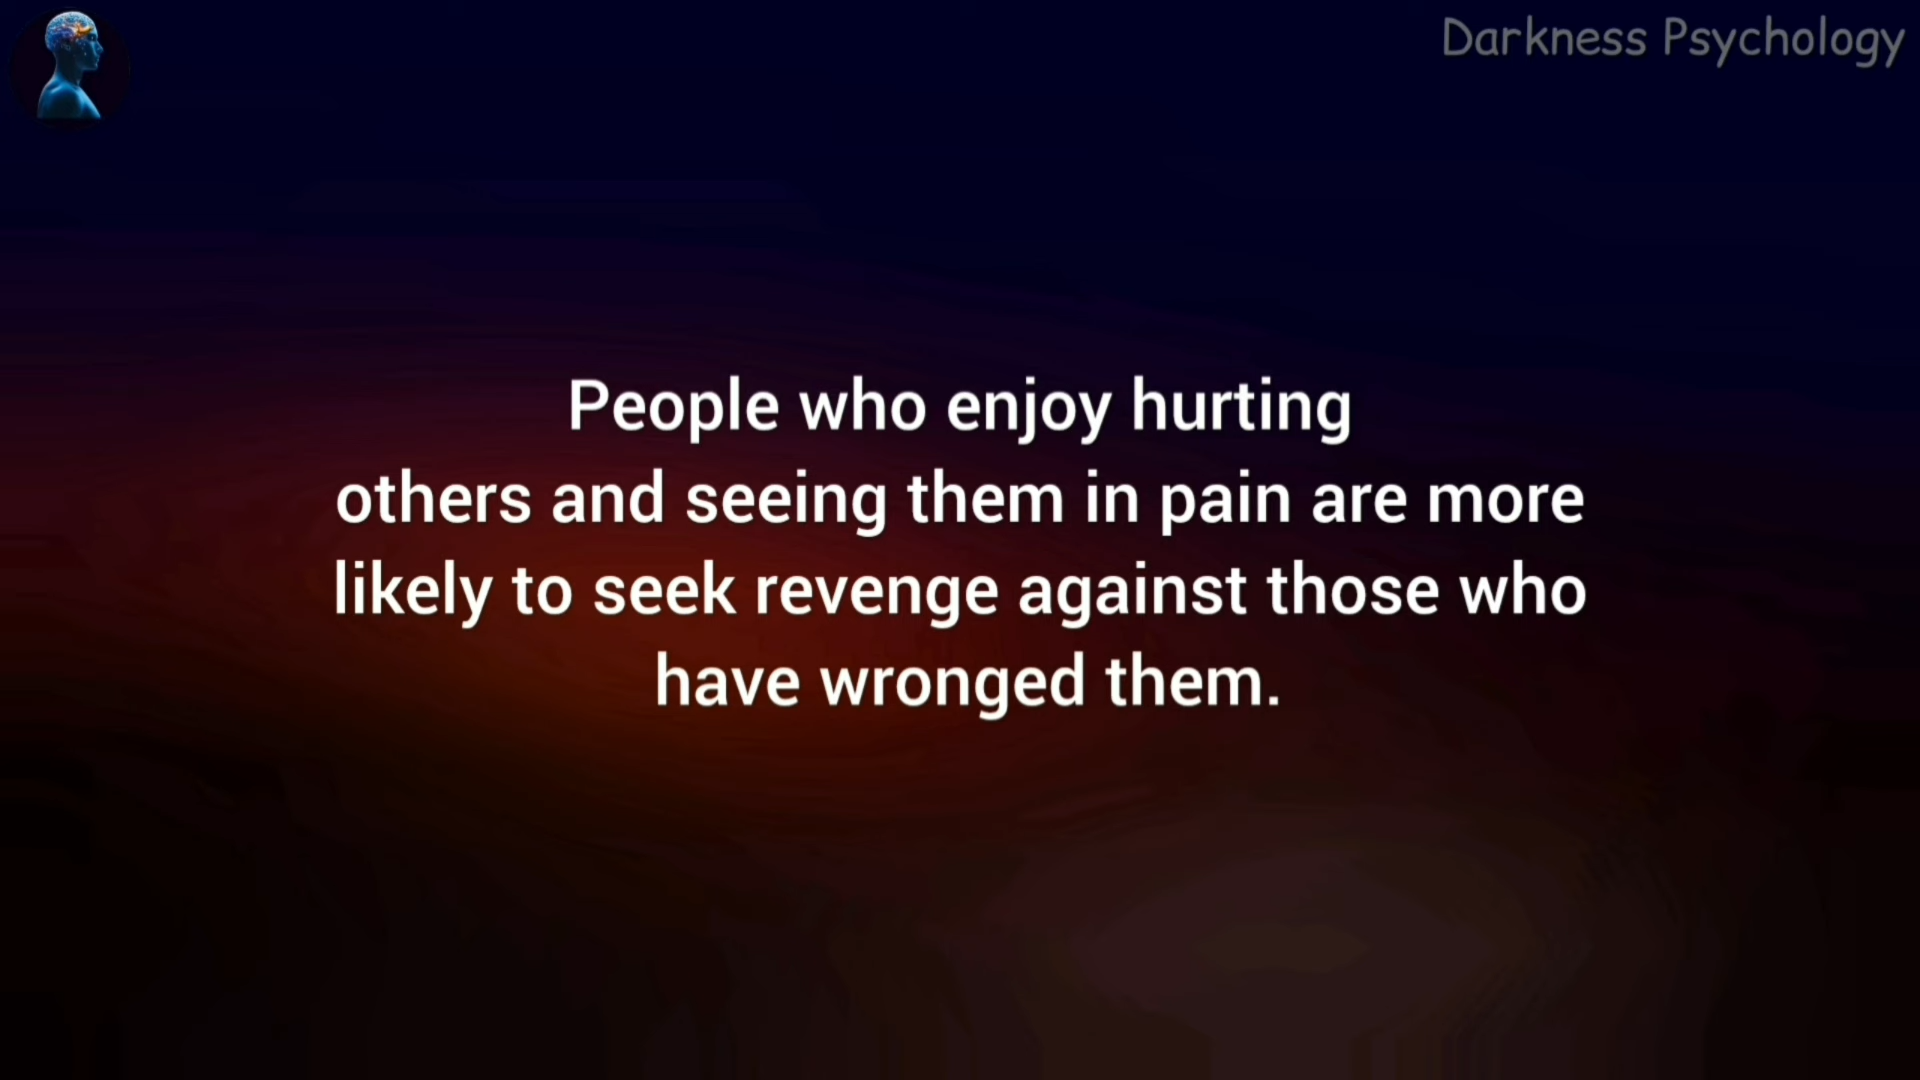 Darkness Psychology
People who enjoy hurting
others and seeing them in pain are more
likely to seek revenge against those who
have wronged them.